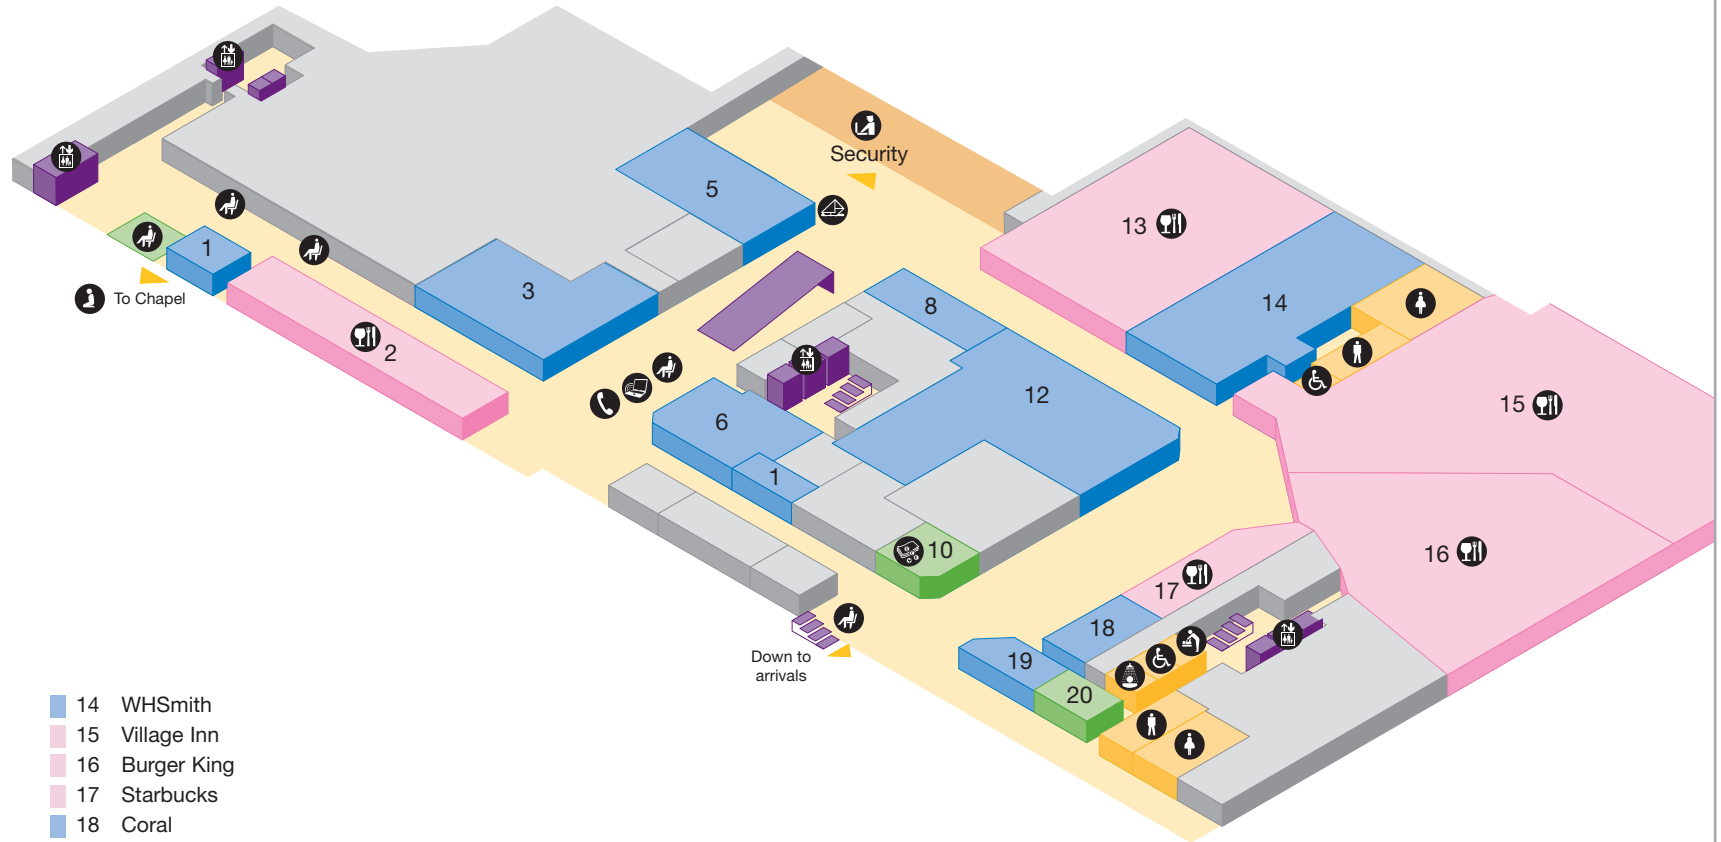 Security
5
13
1
To Chapel
3
14
8
2
12
15
6
1
10
16
17
18
19
20
Down to
arrivals
14 WHSmith
15 Village Inn
16 Burger King
17 Starbucks
18 Coral